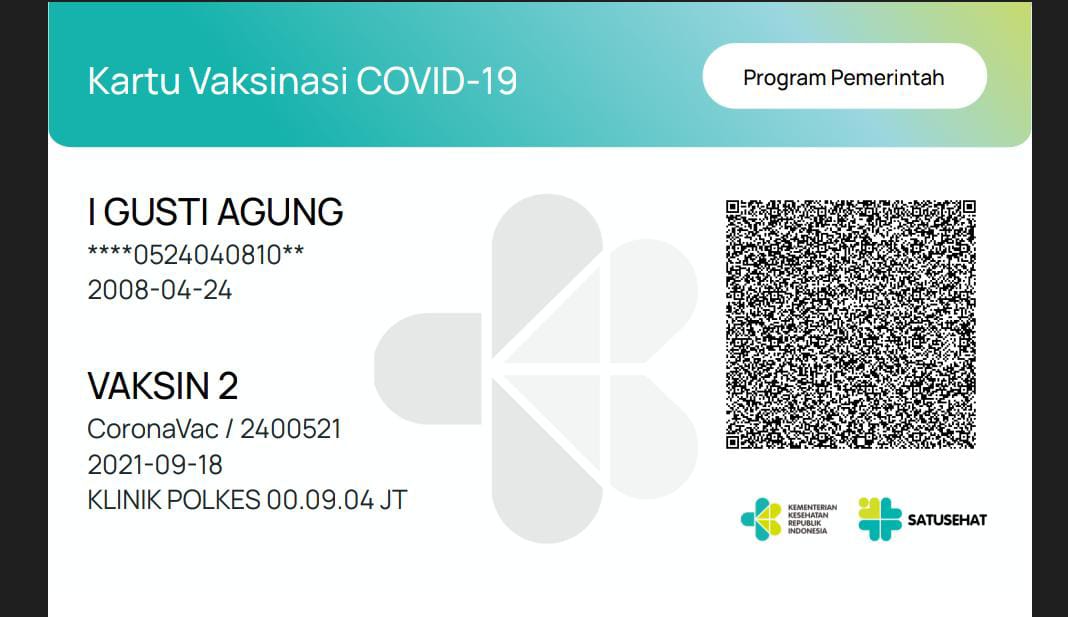 Kartu Vaksinasi COVID-19
Program Pemerintah
I GUSTI AGUNG
****0524040810**
2008-04-24
VAKSIN 2
CoronaVac / 2400521
2021-09-18
KLINIK POLKES 00.09.04 JT
KEMENTERIAN
KESEHATAN
REPUBLIK
INDONESIA
SATUSEHAT